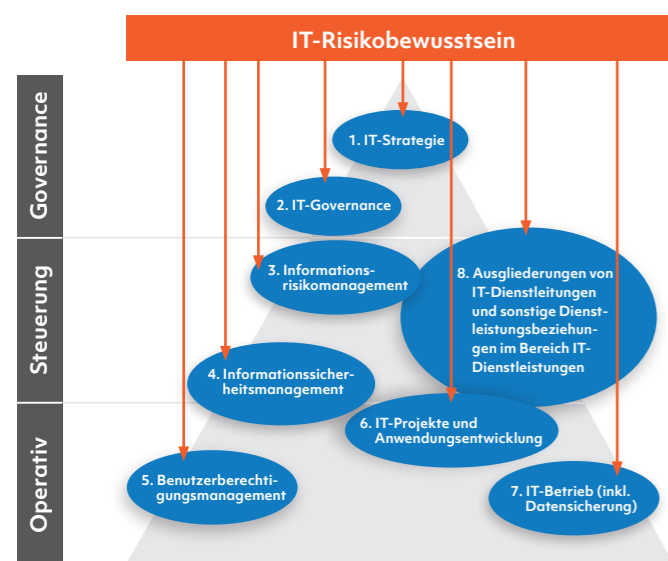 IT-Risikobewusstsein
Governance
1. IT-Strategie
2. IT-Governance
Steuerung
3. Informations-
risikomanagement
8. Ausgliederungen von
IT-Dienstleitungen
und sonstige Dienst-
leistungsbeziehun-
gen im Bereich IT-
Dienstleistungen
4. Informationssicher-
heitsmanagement
Operativ
6. IT-Projekte und
Anwendungsentwicklung
5. Benutzerberechti-
gungsmanagement
7. IT-Betrieb (inkl.
Datensicherung)